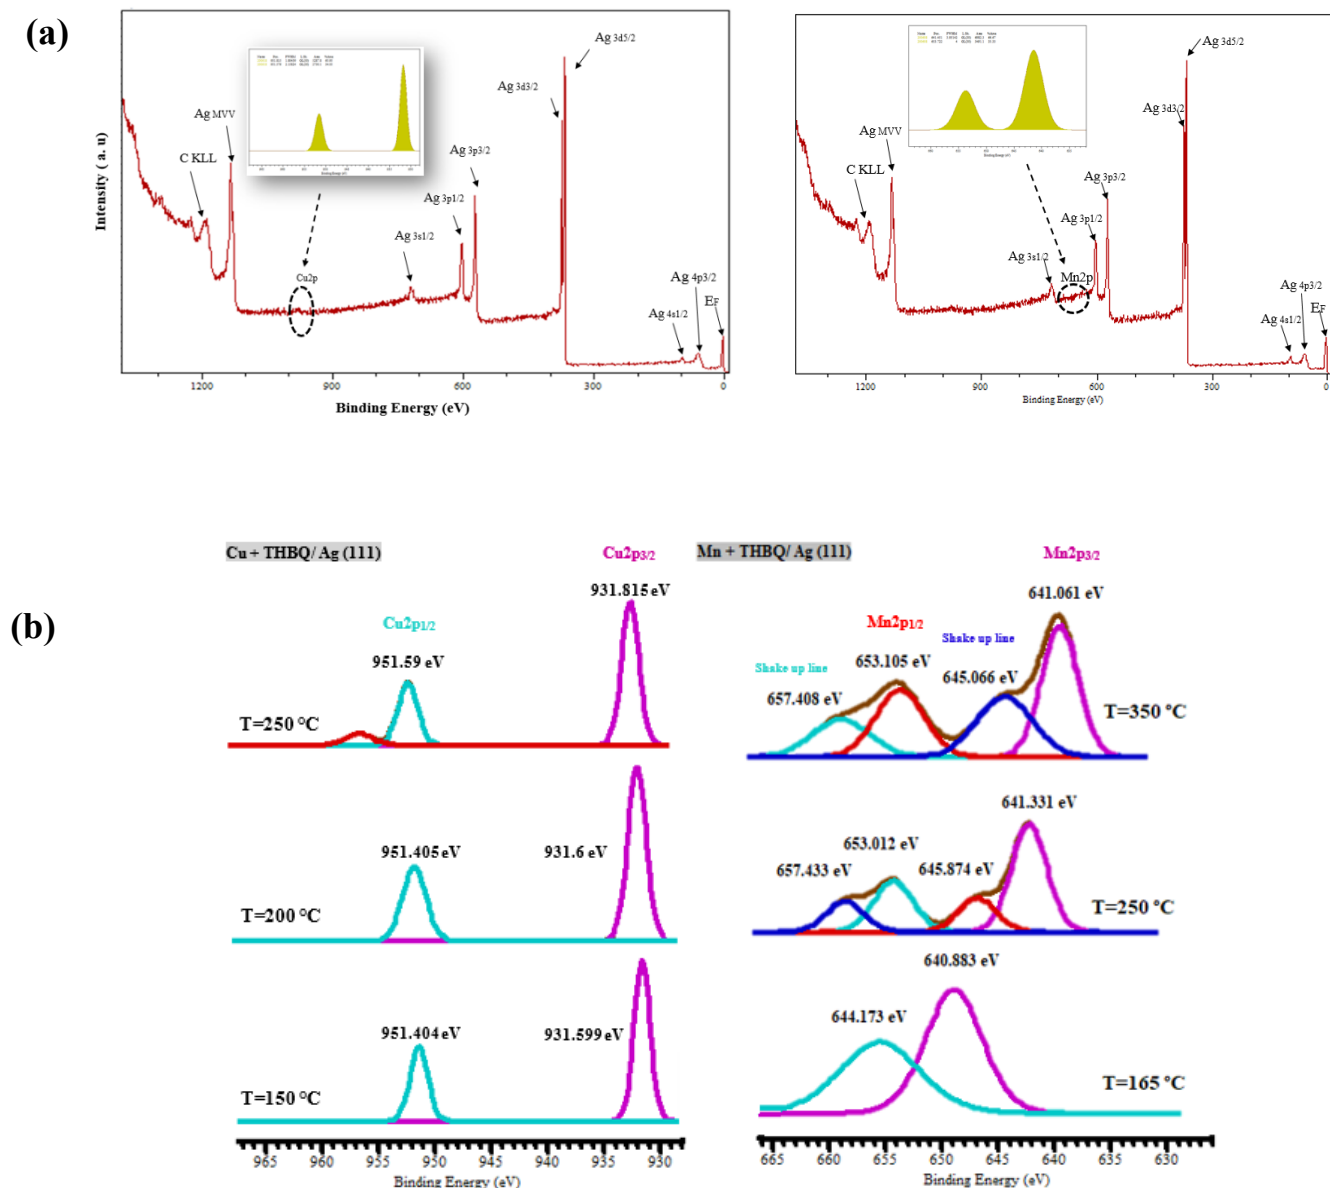 (a)
Intensity ( a. u)
C KLL
Ag MVV
Cu2p
Ag 3s1/2
Ag 3p1/2
Ag 3p3/2
Ag 3d3/2
Ag 3d5/2
Ag 4s1/2
Ag 4p3/2
EF
1200 900 600 300 0
Binding Energy (eV)
C KLL
Ag MVV
Ag 3s1/2
Mn2p
Ag 3p1/2
Ag 3p3/2
Ag 3d3/2
Ag 3d5/2
Ag 4s1/2
Ag 4p3/2
EF
1200 900 600 300 0
Binding Energy (eV)
(b)
Cu + THBQ/ Ag (111)
Cu2p3/2
931.815 eV
Cu2p1/2
951.59 eV
T=250 °C
951.405 eV
931.6 eV
T=200 °C
951.404 eV
931.599 eV
T=150 °C
965 960 955 950 945 940 935 930
Binding Energy (eV)
Mn + THBQ/ Ag (111)
Mn2p3/2
641.061 eV
Mn2p1/2
Shake up line
653.105 eV
Shake up line
645.066 eV
657.408 eV
T=350 °C
641.331 eV
653.012 eV
657.433 eV
645.874 eV
T=250 °C
640.883 eV
644.173 eV
T=165 °C
665 660 655 650 645 640 635 630
Binding Energy (eV)